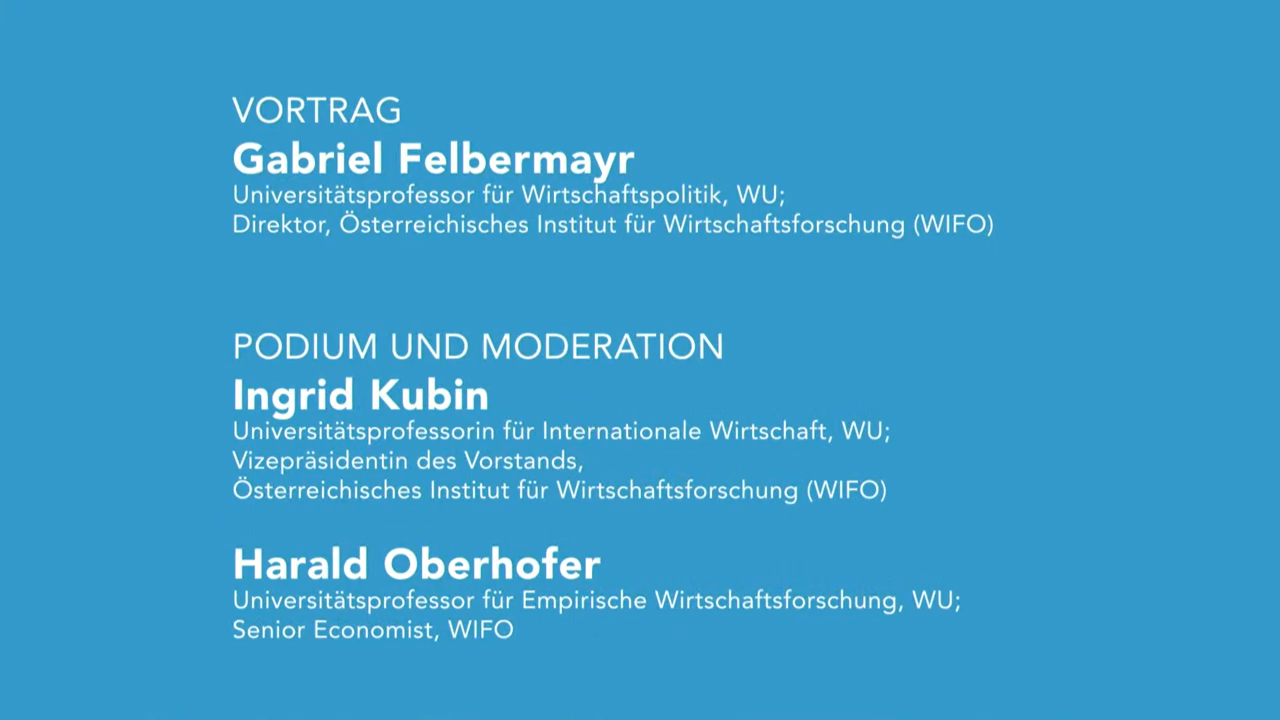 VORTRAG
Gabriel Felbermayr
Universitätsprofessor für Wirtschaftspolitik, WU;
Direktor, Österreichisches Institut für Wirtschaftsforschung (WIFO)
PODIUM UND MODERATION
Ingrid Kubin
Universitätsprofessorin für Internationale Wirtschaft, WU;
Vizepräsidentin des Vorstands,
Österreichisches Institut für Wirtschaftsforschung (WIFO)
Harald Oberhofer
Universitätsprofessor für Empirische Wirtschaftsforschung, WU;
Senior Economist, WIFO